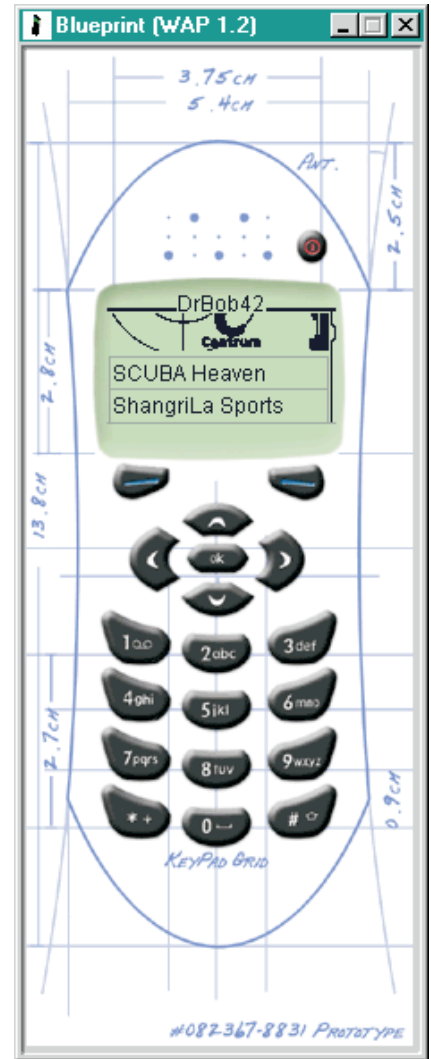 Blueprint (WAP 1.2)
3.75CM
5.4CM
ANT.
2.5CM
DrBob42
Centrum
SCUBA Heaven
ShangriLa Sports
2.8CM
13.8CM
ok
1
2abc
3def
4ghi
5jkl
6mno
7pqrs
8tuv
9wxyz
* +
0
#
2.7CM
0.9CM
KEYPAD GRID
#082367-8831 PROTOTYPE